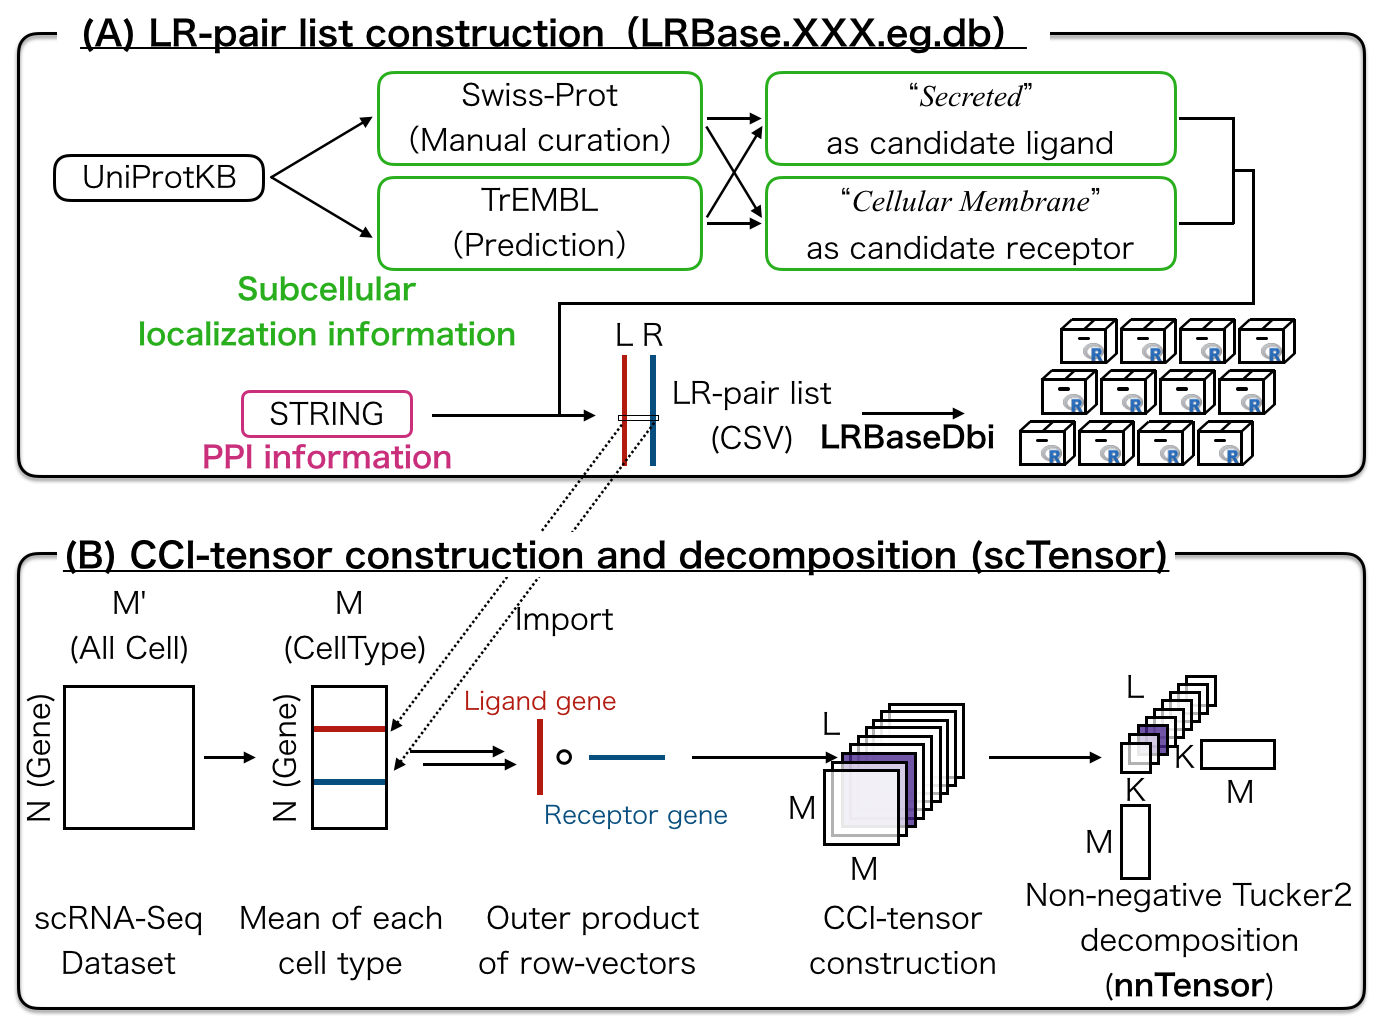 (A) LR-pair list construction（LRBase.XXX.eg.db）
UniProtKB
Swiss-Prot
（Manual curation）
TrEMBL
（Prediction）
“Secreted”
as candidate ligand
“Cellular Membrane”
as candidate receptor
Subcellular
localization information
STRING
PPI information
L R
LR-pair list
(CSV)
LRBaseDbi
R R R R
R R R R
R R R R
(B) CCI-tensor construction and decomposition (scTensor)
M'
(All Cell)
N (Gene)
M
(CellType)
N (Gene)
Import
Ligand gene
Receptor gene
L
M
M
L
K
K
M
M
scRNA-Seq
Dataset
Mean of each
cell type
Outer product
of row-vectors
CCI-tensor
construction
Non-negative Tucker2
decomposition
(nnTensor)